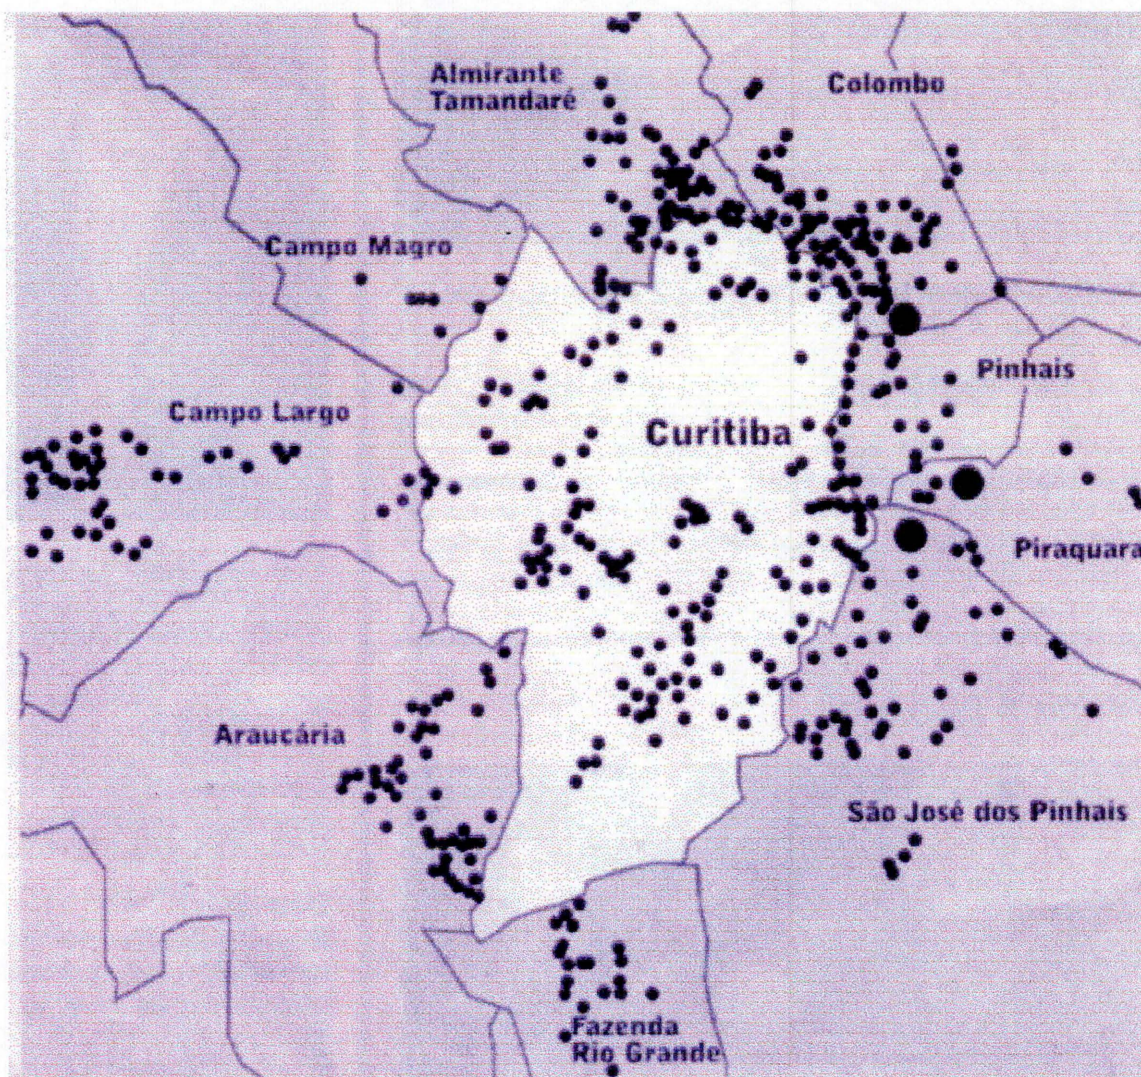 Almirante
Tamandaré
Colombo
Campo Magro
Pinhais
Campo Largo
Curitiba
Piraquara
Araucária
São José dos Pinhais
Fazenda
Rio Grande